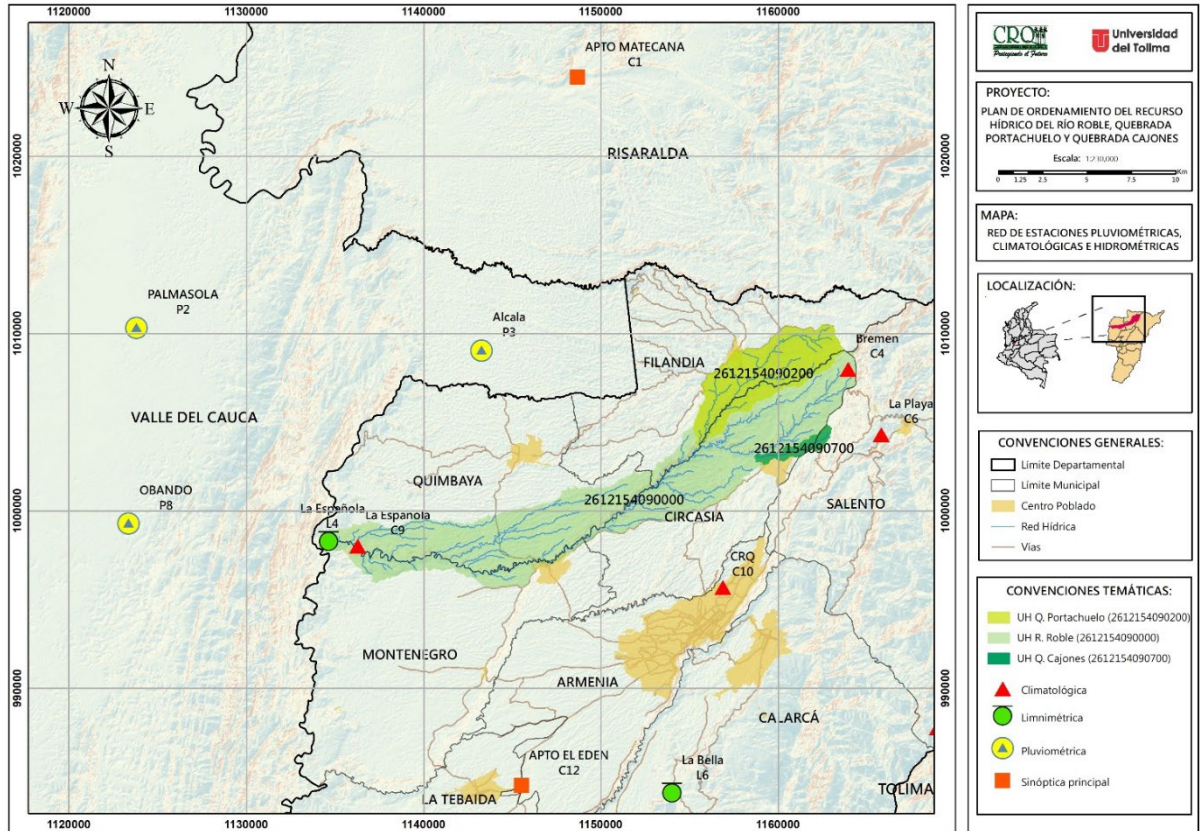 1120000
1130000
1140000
1150000
1160000
1020000
1010000
1000000
990000
1020000
1010000
1000000
990000
N
W E
S
APTO MATECANA
C1
RISARALDA
PALMASOLA
P2
Alcala
P3
FILANDIA
Bremen
C4
2612154090200
La Playa
C6
VALLE DEL CAUCA
2612154090700
QUIMBAYA
OBANDO
P8
2612154090000
SALENTO
La Española
L4
La Espanola
C9
CIRCASIA
CRQ
C10
MONTENEGRO
ARMENIA
CALARCÁ
APTO EL EDEN
C12
La Bella
L6
LA TEBAIDA
TOLIMA
1120000
1130000
1140000
1150000
1160000
CRQ
Protegiendo el Futuro
Universidad
del Tolima
PROYECTO:
PLAN DE ORDENAMIENTO DEL RECURSO
HÍDRICO DEL RÍO ROBLE, QUEBRADA
PORTACHUELO Y QUEBRADA CAJONES
Escala: 1:230,000
0 1.25 2.5 5 7.5 10 Km
MAPA:
RED DE ESTACIONES PLUVIOMÉTRICAS,
CLIMATOLÓGICAS E HIDROMÉTRICAS
LOCALIZACIÓN:
CONVENCIONES GENERALES:
Límite Departamental
Límite Municipal
Centro Poblado
Red Hídrica
Vías
CONVENCIONES TEMÁTICAS:
UH Q. Portachuelo (2612154090200)
UH R. Roble (2612154090000)
UH Q. Cajones (2612154090700)
Climatológica
Limnimétrica
Pluviométrica
Sinóptica principal